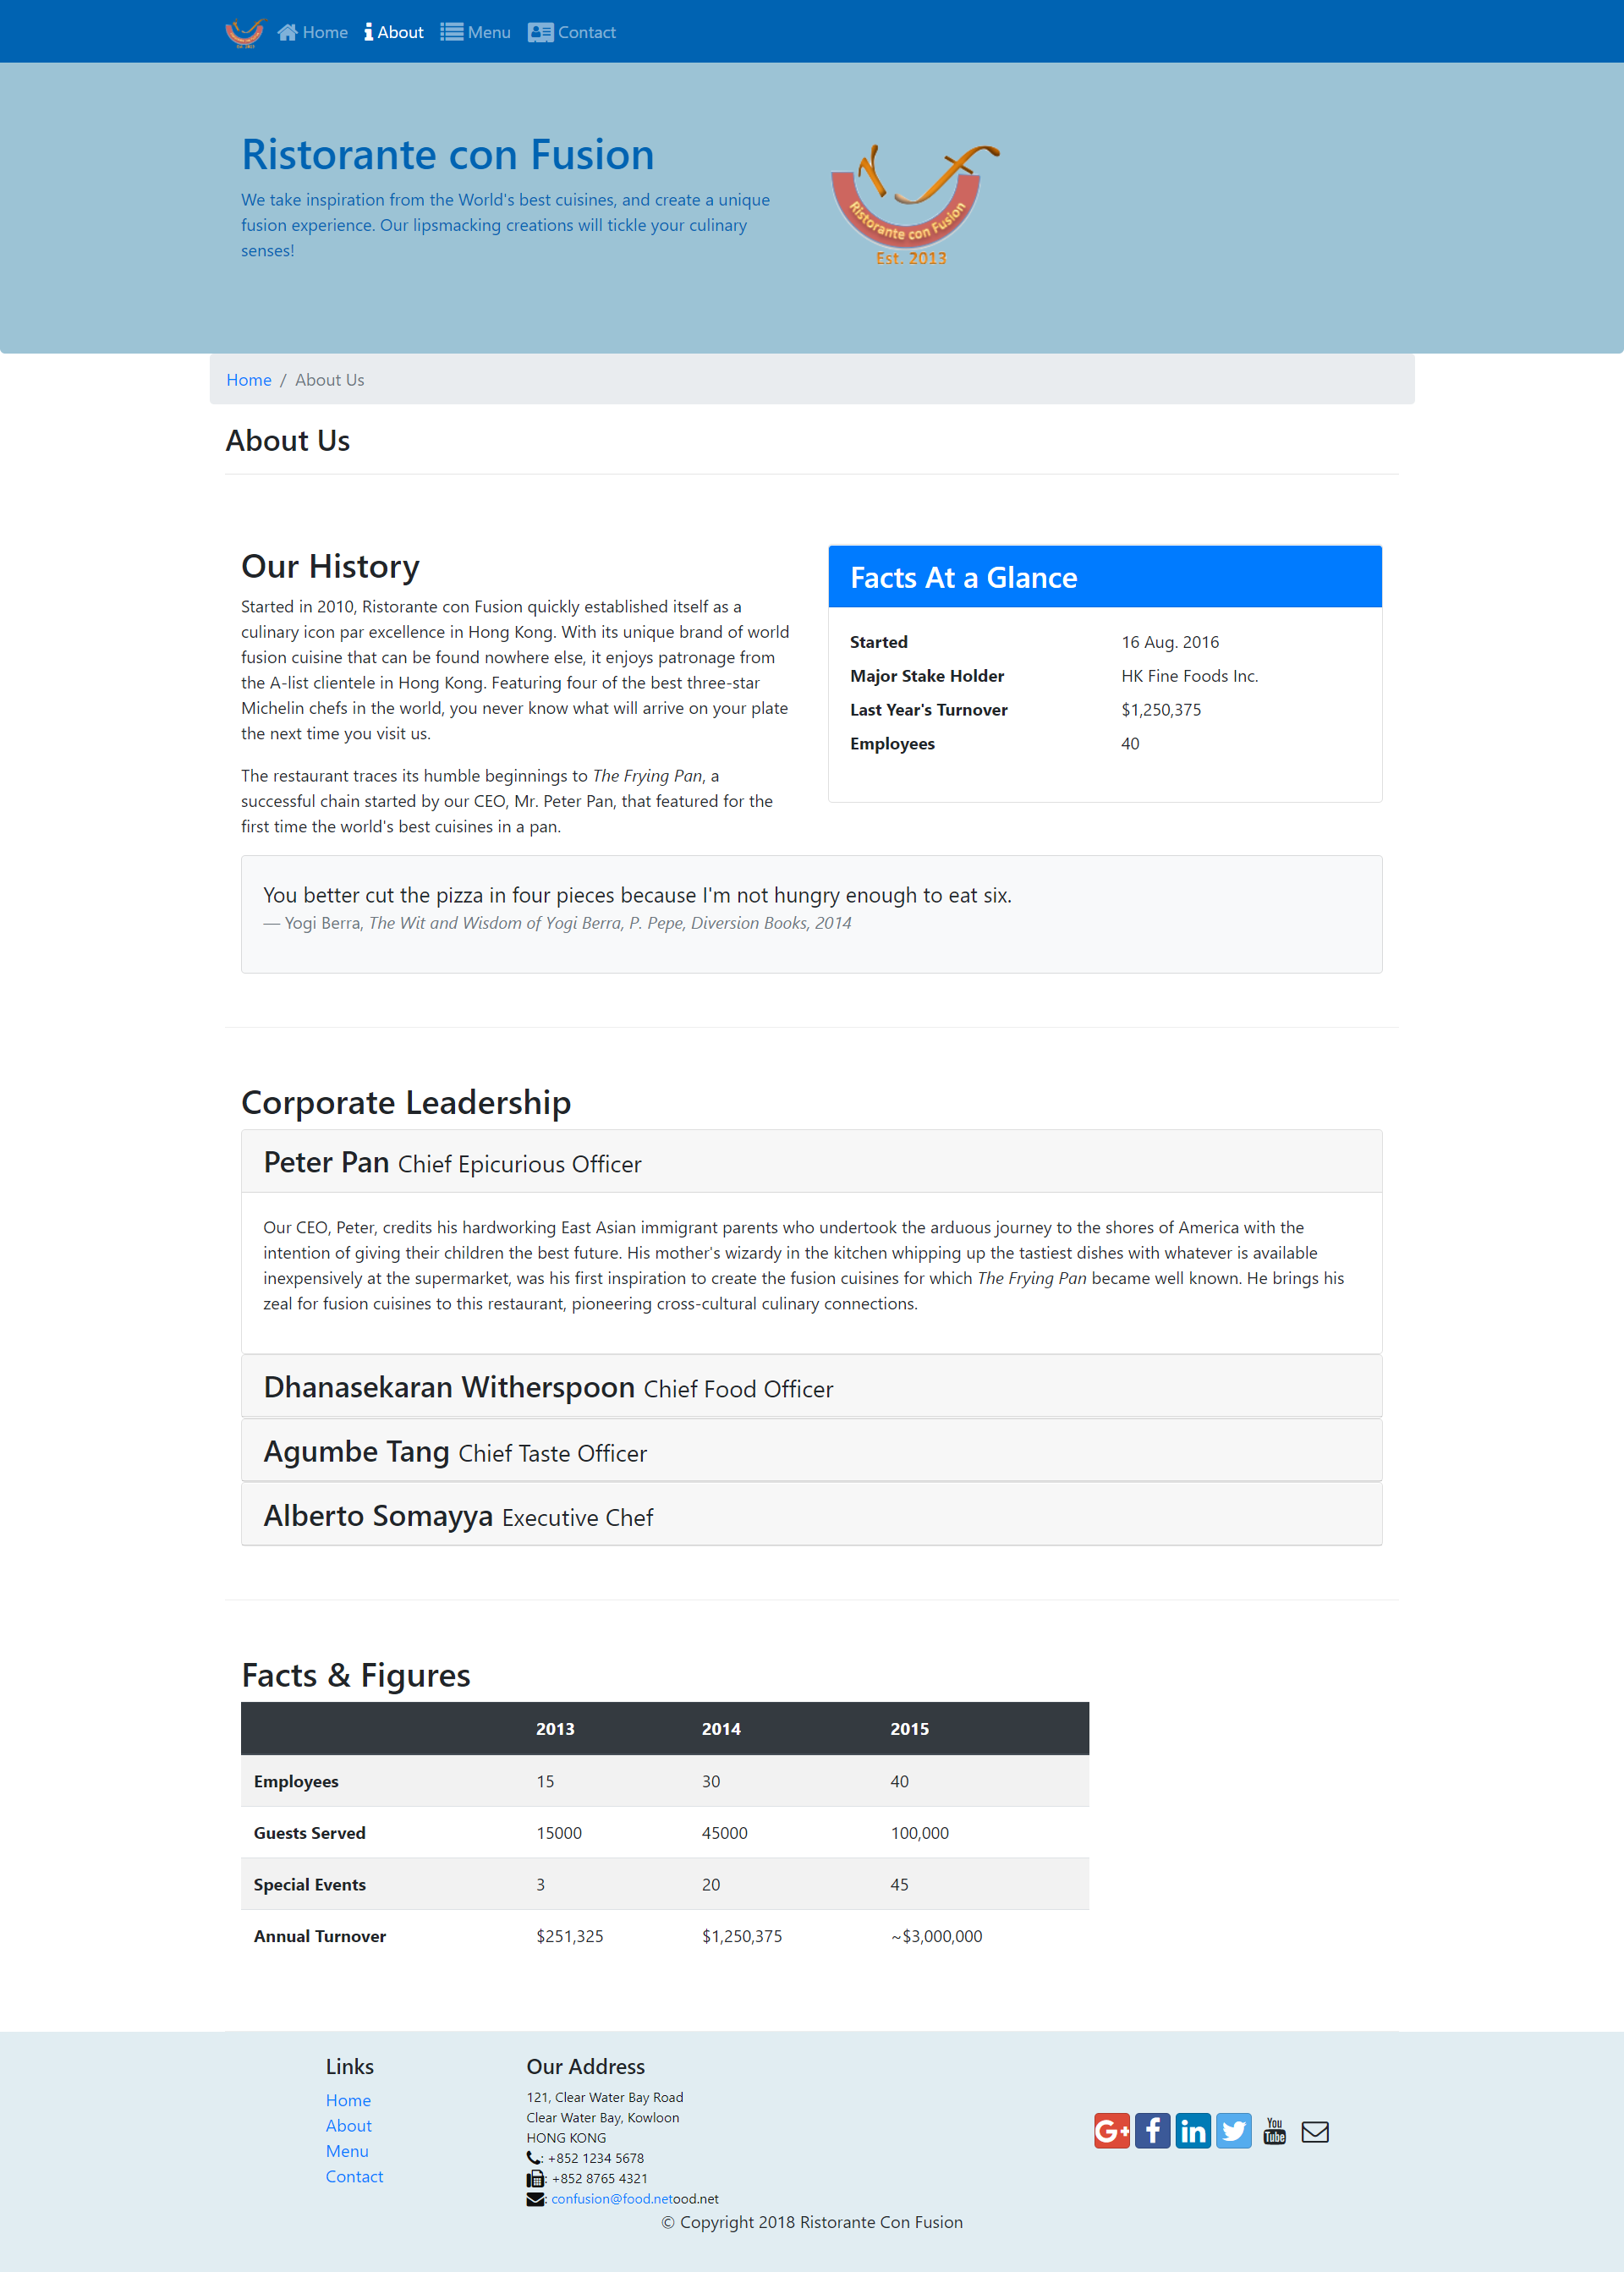 Home About Menu Contact
Ristorante con Fusion
We take inspiration from the World's best cuisines, and create a unique
fusion experience. Our lipsmacking creations will tickle your culinary
senses!
Ristorante con Fusion
Est. 2013
Home / About Us
About Us
Our History
Started in 2010, Ristorante con Fusion quickly established itself as a
culinary icon par excellence in Hong Kong. With its unique brand of world
fusion cuisine that can be found nowhere else, it enjoys patronage from
the A-list clientele in Hong Kong. Featuring four of the best three-star
Michelin chefs in the world, you never know what will arrive on your plate
the next time you visit us.
The restaurant traces its humble beginnings to The Frying Pan, a
successful chain started by our CEO, Mr. Peter Pan, that featured for the
first time the world's best cuisines in a pan.
Facts At a Glance
Started 16 Aug. 2016
Major Stake Holder HK Fine Foods Inc.
Last Year's Turnover $1,250,375
Employees 40
You better cut the pizza in four pieces because I'm not hungry enough to eat six.
— Yogi Berra, The Wit and Wisdom of Yogi Berra, P. Pepe, Diversion Books, 2014
Corporate Leadership
Peter Pan Chief Epicurious Officer
Our CEO, Peter, credits his hardworking East Asian immigrant parents who undertook the arduous journey to the shores of America with the
intention of giving their children the best future. His mother's wizardy in the kitchen whipping up the tastiest dishes with whatever is available
inexpensively at the supermarket, was his first inspiration to create the fusion cuisines for which The Frying Pan became well known. He brings his
zeal for fusion cuisines to this restaurant, pioneering cross-cultural culinary connections.
Dhanasekaran Witherspoon Chief Food Officer
Agumbe Tang Chief Taste Officer
Alberto Somayya Executive Chef
Facts & Figures
2013 2014 2015
Employees 15 30 40
Guests Served 15000 45000 100,000
Special Events 3 20 45
Annual Turnover $251,325 $1,250,375 ~$3,000,000
Links
Home
About
Menu
Contact
Our Address
121, Clear Water Bay Road
Clear Water Bay, Kowloon
HONG KONG
: +852 1234 5678
: +852 8765 4321
: confusion@food.netood.net
G+ f in You Tube
© Copyright 2018 Ristorante Con Fusion